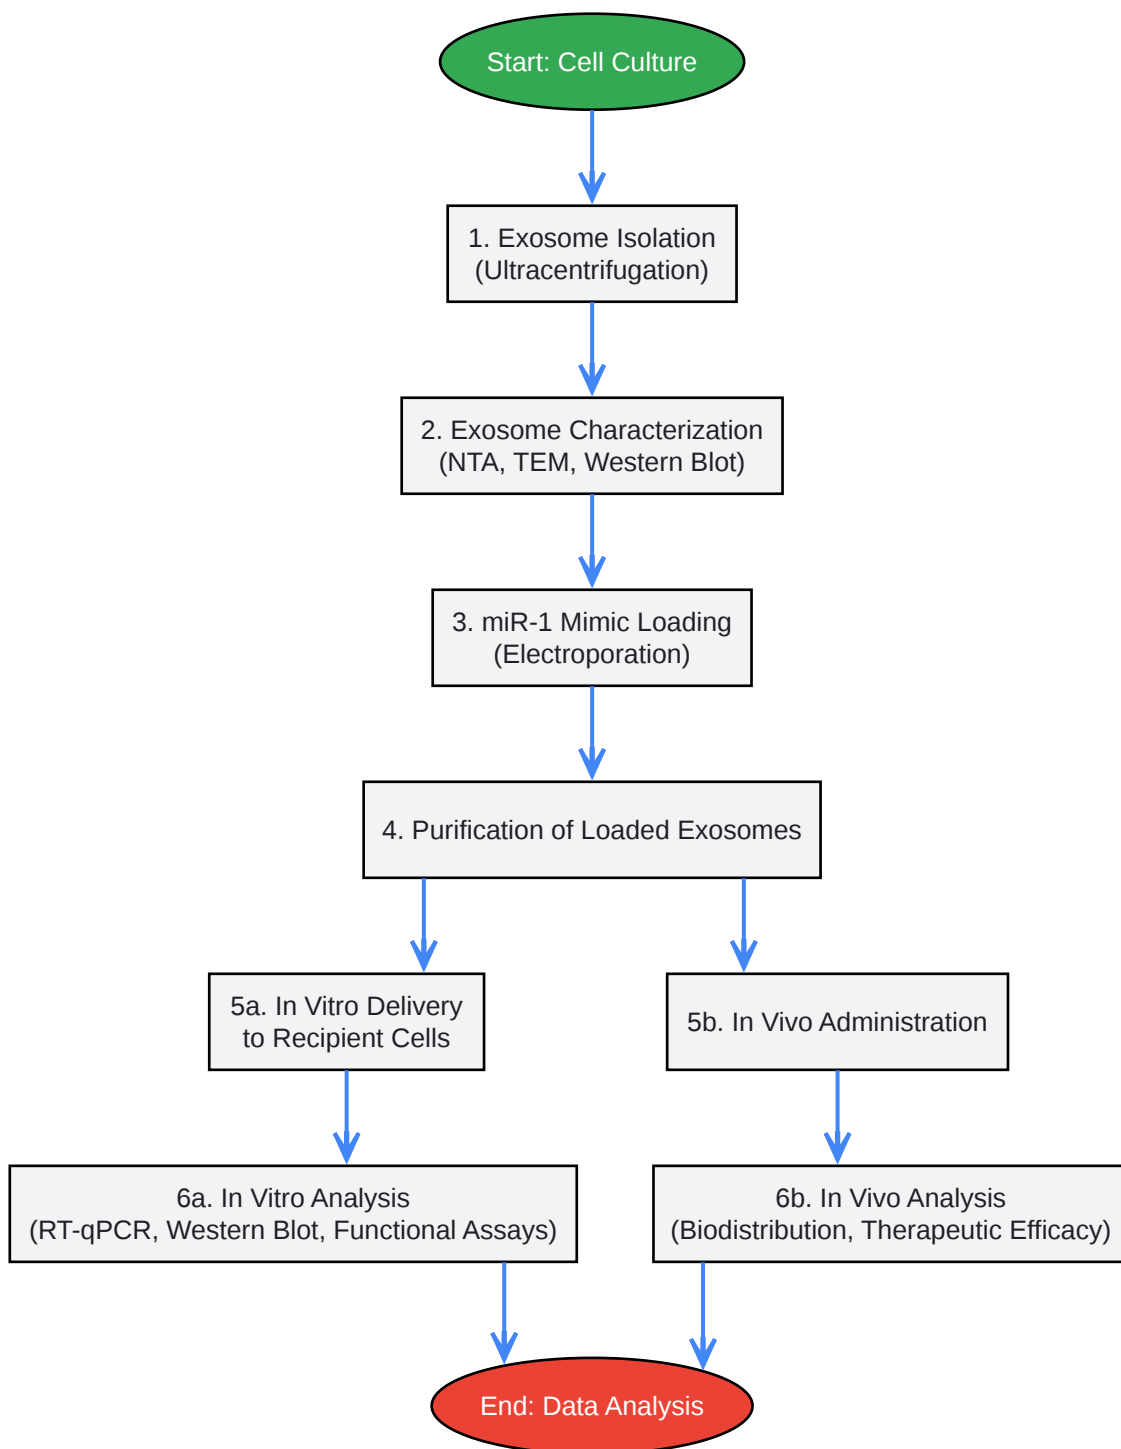 Start: Cell Culture
1. Exosome Isolation
(Ultracentrifugation)
2. Exosome Characterization
(NTA, TEM, Western Blot)
3. miR-1 Mimic Loading
(Electroporation)
4. Purification of Loaded Exosomes
5a. In Vitro Delivery
to Recipient Cells
5b. In Vivo Administration
6a. In Vitro Analysis
(RT-qPCR, Western Blot, Functional Assays)
6b. In Vivo Analysis
(Biodistribution, Therapeutic Efficacy)
End: Data Analysis